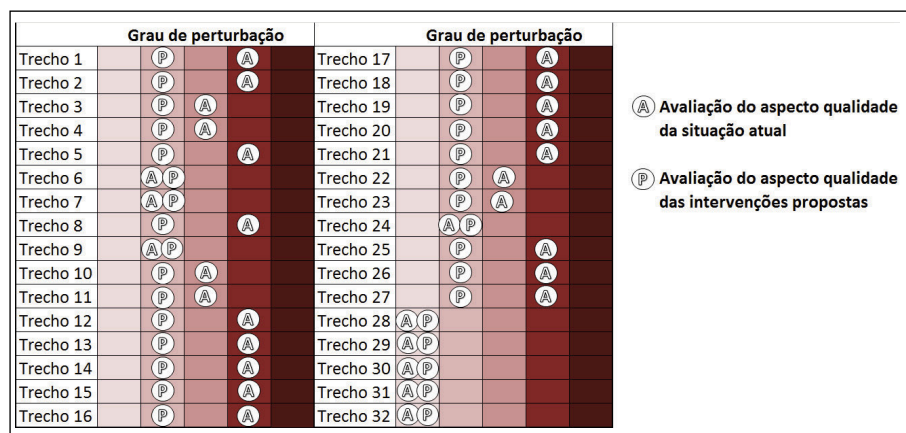 Grau de perturbação Grau de perturbação
Trecho 1 P A Trecho 17 P A
Trecho 2 P A Trecho 18 P A
Trecho 3 P A Trecho 19 P A
Trecho 4 P A Trecho 20 P A
Trecho 5 P A Trecho 21 P A
Trecho 6 A P Trecho 22 P A
Trecho 7 A P Trecho 23 P A
Trecho 8 P A Trecho 24 A P
Trecho 9 A P Trecho 25 P A
Trecho 10 P A Trecho 26 P A
Trecho 11 P A Trecho 27 P A
Trecho 12 P A Trecho 28 A P
Trecho 13 P A Trecho 29 A P
Trecho 14 P A Trecho 30 A P
Trecho 15 P A Trecho 31 A P
Trecho 16 P A Trecho 32 A P
A Avaliação do aspecto qualidade
da situação atual
P Avaliação do aspecto qualidade
das intervenções propostas